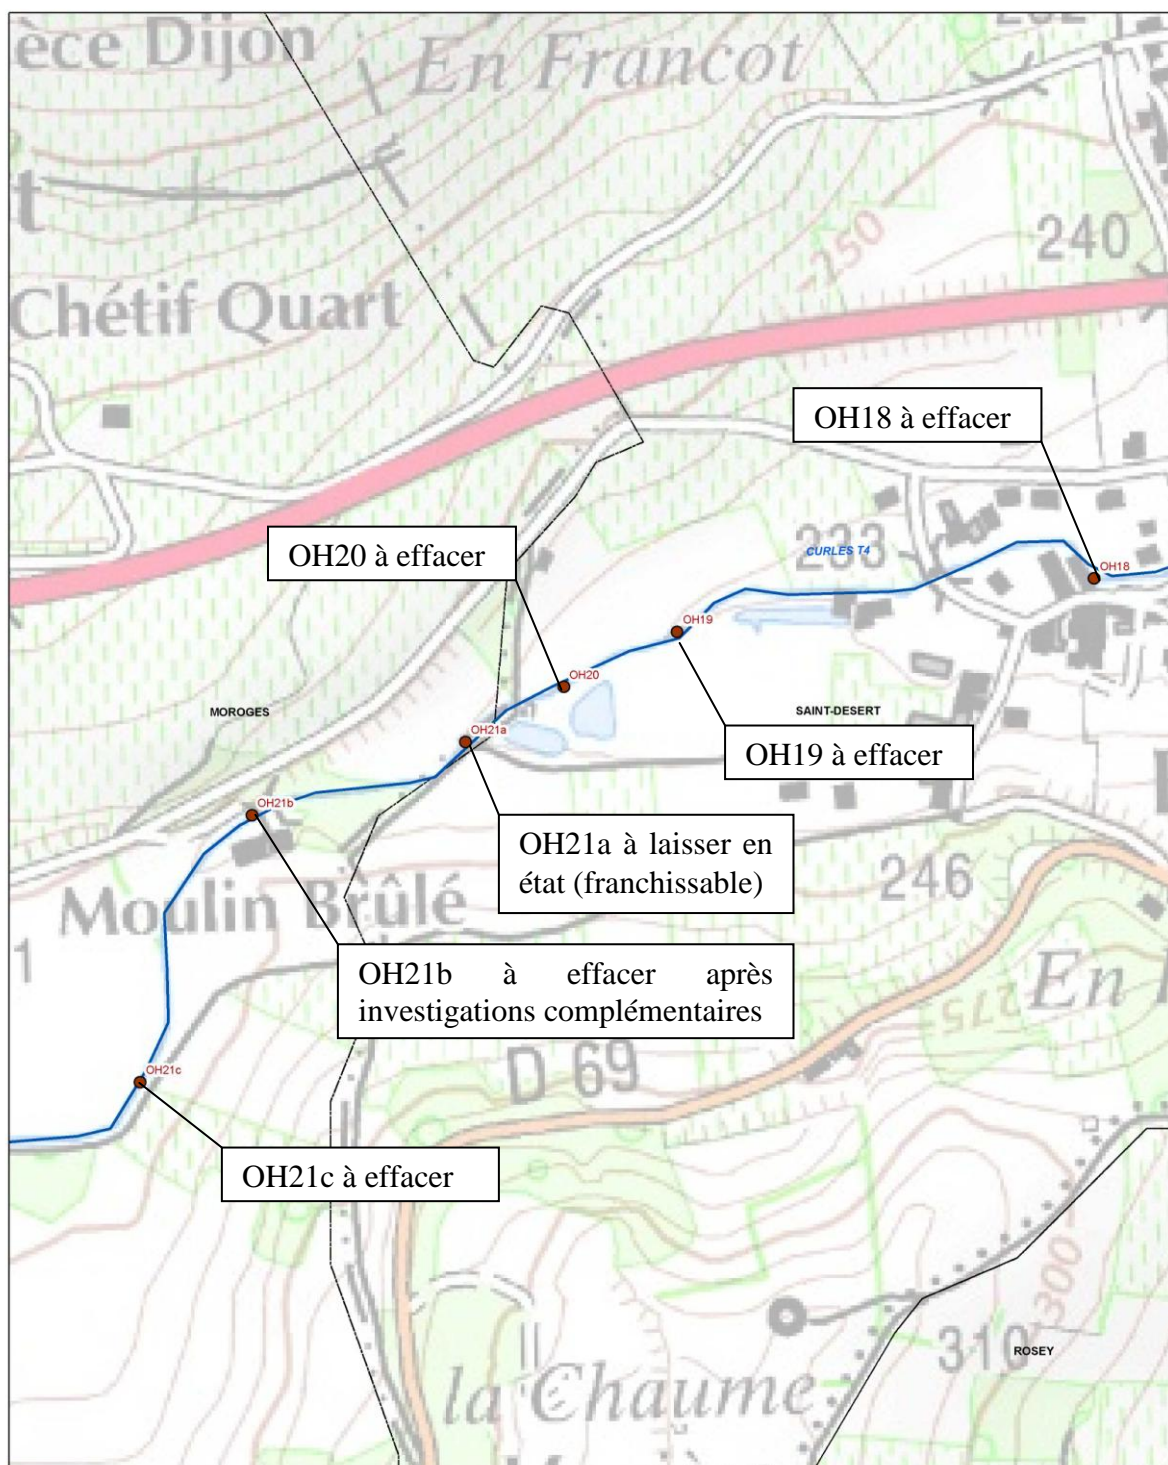 èce Dijon
En Francot
t
240
250
Chétif Quart
OH18 à effacer
OH20 à effacer
233
CURLES T4
OH18
OH19
OH20
MOROGES
SAINT-DESERT
OH21a
OH19 à effacer
OH21b
OH21a à laisser en
état (franchissable)
246
Moulin Brûlé
1
OH21b à effacer après
investigations complémentaires
En
275
D 69
OH21c
OH21c à effacer
300
310
ROSEY
la Chaume